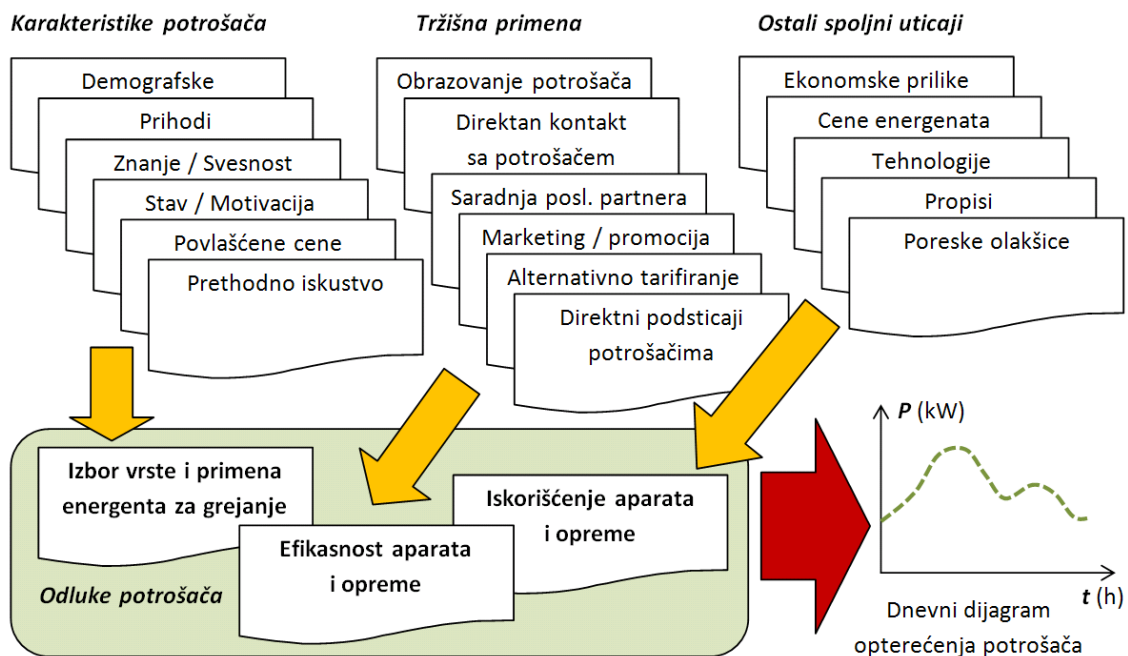 Karakteristike potrošača
Demografske
Prihodi
Znanje / Svesnost
Stav / Motivacija
Povlašćene cene
Prethodno iskustvo
Tržišna primena
Obrazovanje potrošača
Direktan kontakt
sa potrošačem
Saradnja posl. partnera
Marketing / promocija
Alternativno tarifiranje
Direktni podsticaji
potrošačima
Ostali spoljni uticaji
Ekonomske prilike
Cene energenata
Tehnologije
Propisi
Poreske olakšice
Izbor vrste i primena
energenta za grejanje
Efikasnost aparata
i opreme
Iskorišćenje aparata
i opreme
Odluke potrošača
P (kW)
t (h)
Dnevni dijagram
opterećenja potrošača